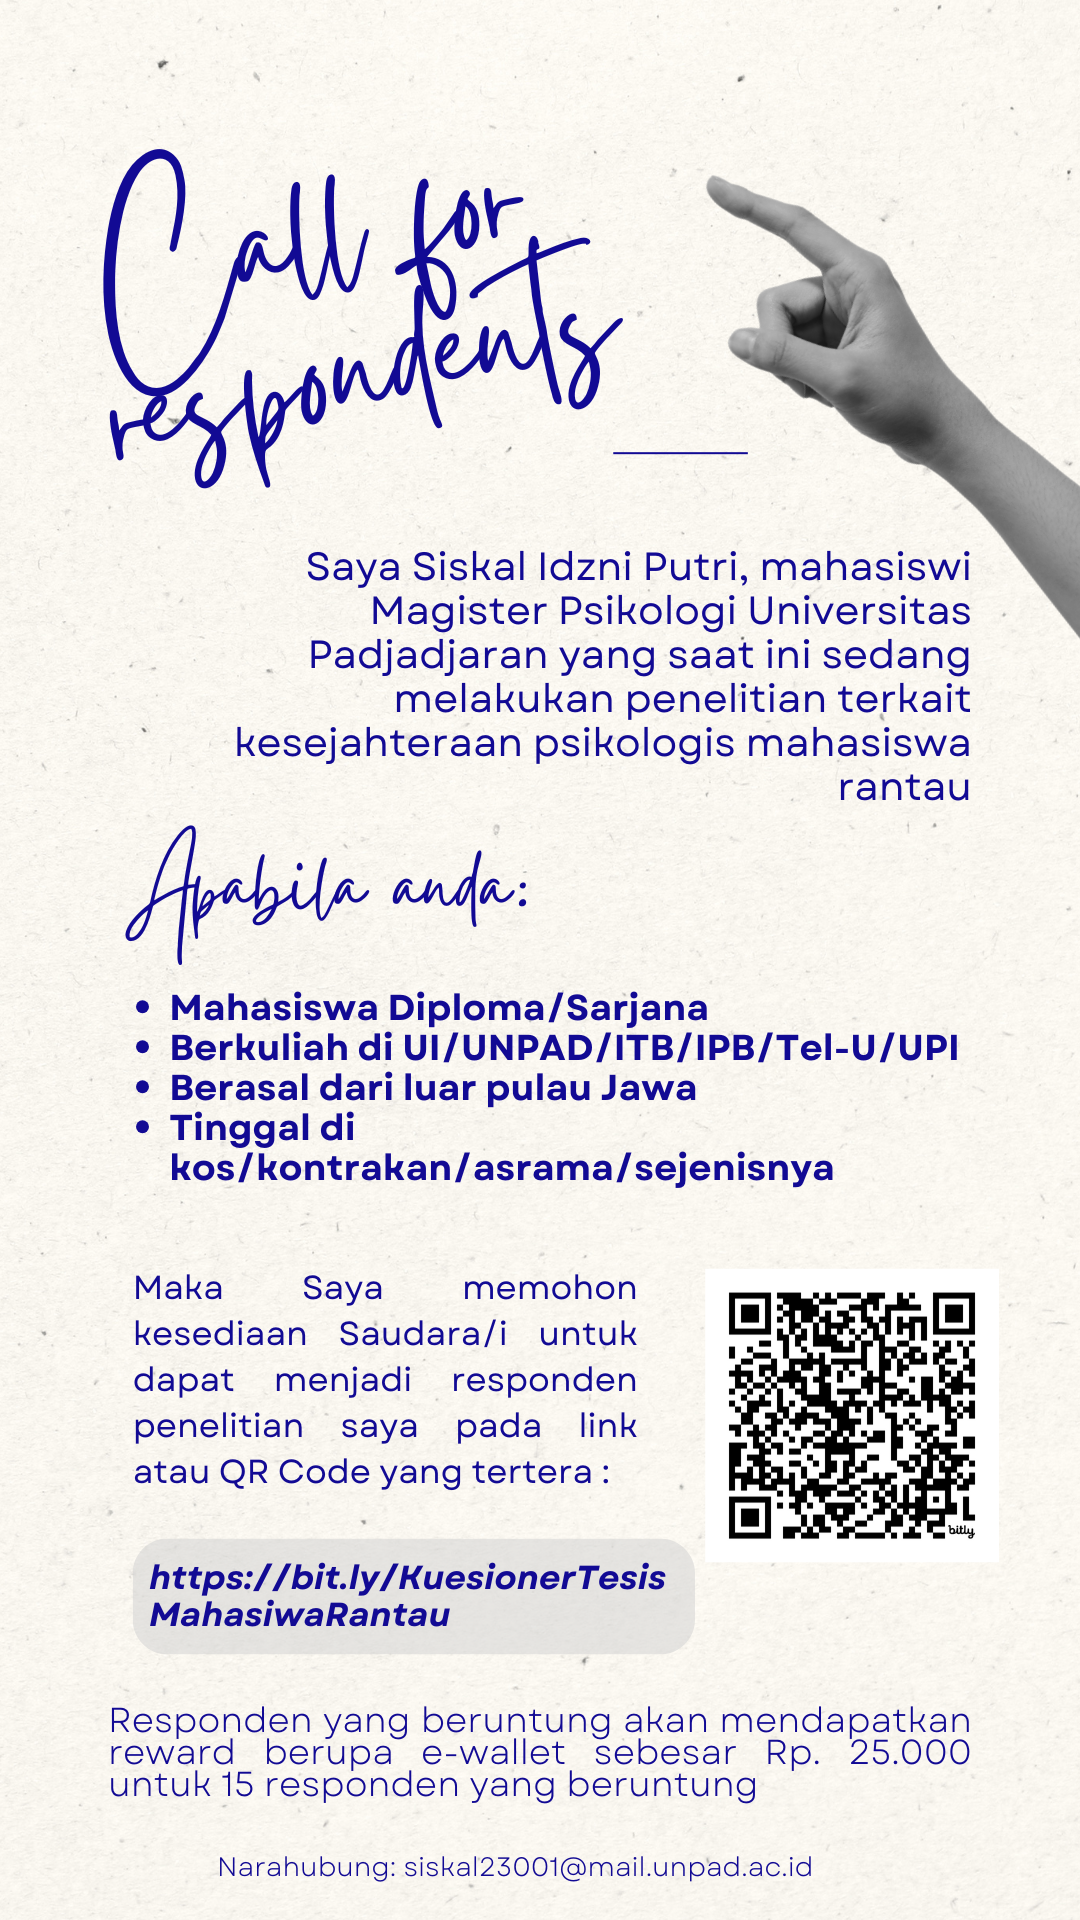 Call for
respondents
Saya Siskal Idzni Putri, mahasiswi
Magister Psikologi Universitas
Padjadjaran yang saat ini sedang
melakukan penelitian terkait
kesejahteraan psikologis mahasiswa
rantau
Apabila anda:
• Mahasiswa Diploma/Sarjana
• Berkuliah di UI/UNPAD/ITB/IPB/Tel-U/UPI
• Berasal dari luar pulau Jawa
• Tinggal di
kos/kontrakan/asrama/sejenisnya
Maka Saya memohon
kesediaan Saudara/i untuk
dapat menjadi responden
penelitian saya pada link
atau QR Code yang tertera :
bitly
https://bit.ly/KuesionerTesis
MahasiwaRantau
Responden yang beruntung akan mendapatkan
reward berupa e-wallet sebesar Rp. 25.000
untuk 15 responden yang beruntung
Narahubung: siskal23001@mail.unpad.ac.id